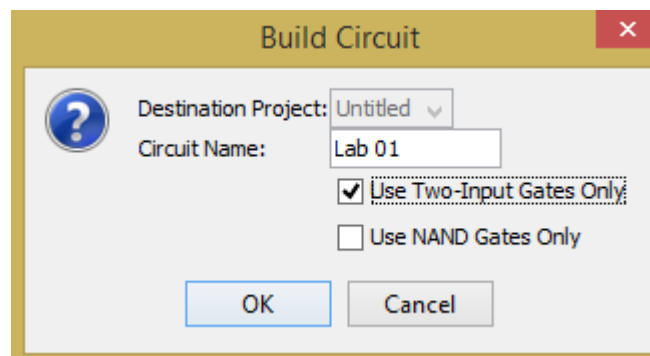 Build Circuit
Destination Project: Untitled
Circuit Name: Lab 01
Use Two-Input Gates Only
Use NAND Gates Only
OK Cancel